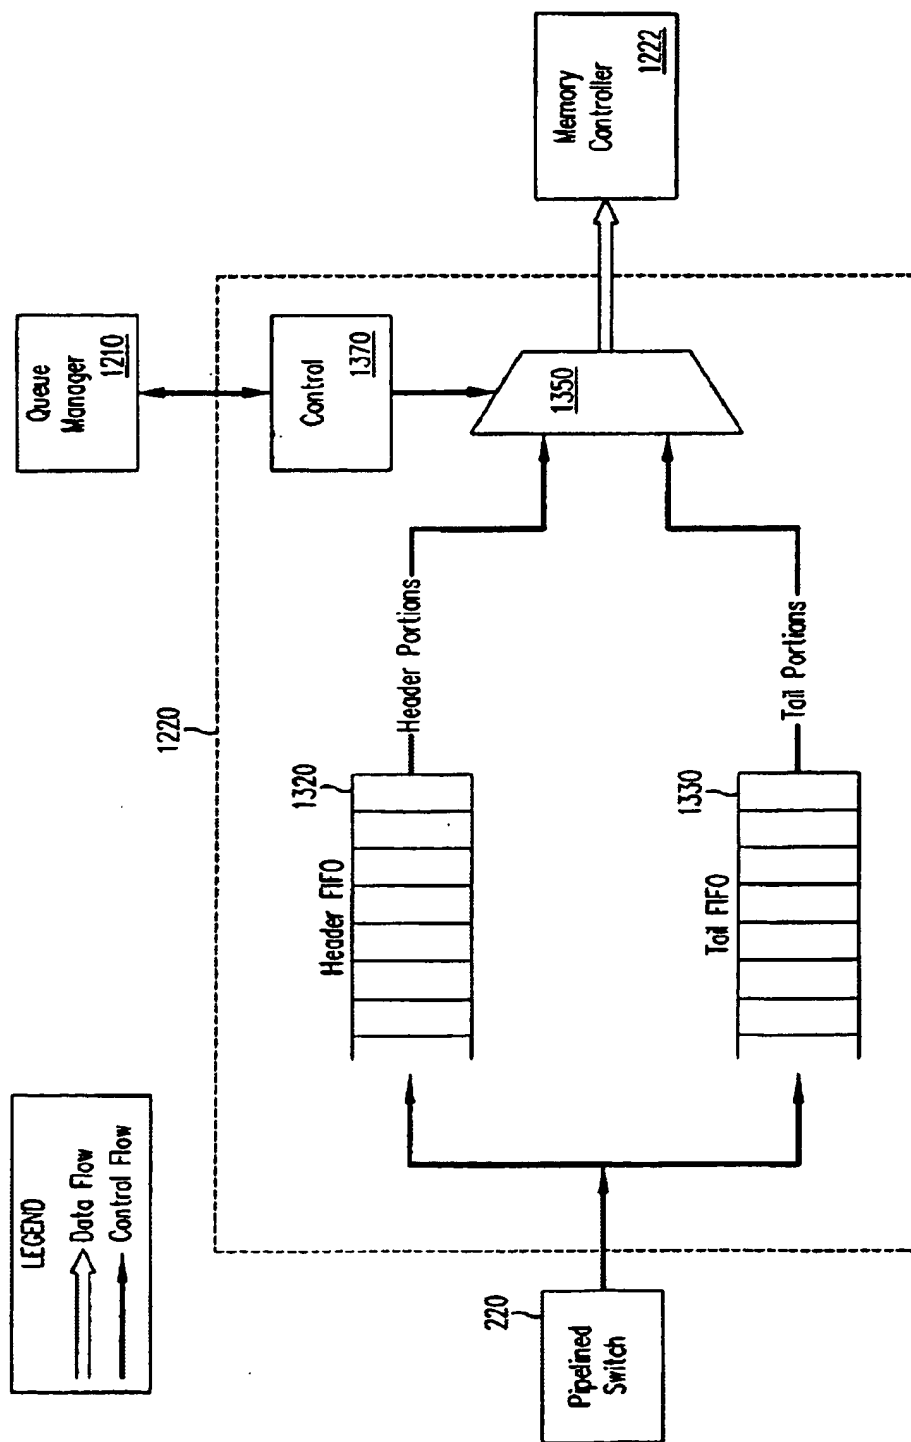 LEGEND
Data Flow
Control Flow
Queue
Manager
1210
Control
1370
1220
Memory
Controller
1222
1350
Header FIFO
1320
Header Portions
Tail FIFO
1330
Tail Portions
220
Pipelined
Switch